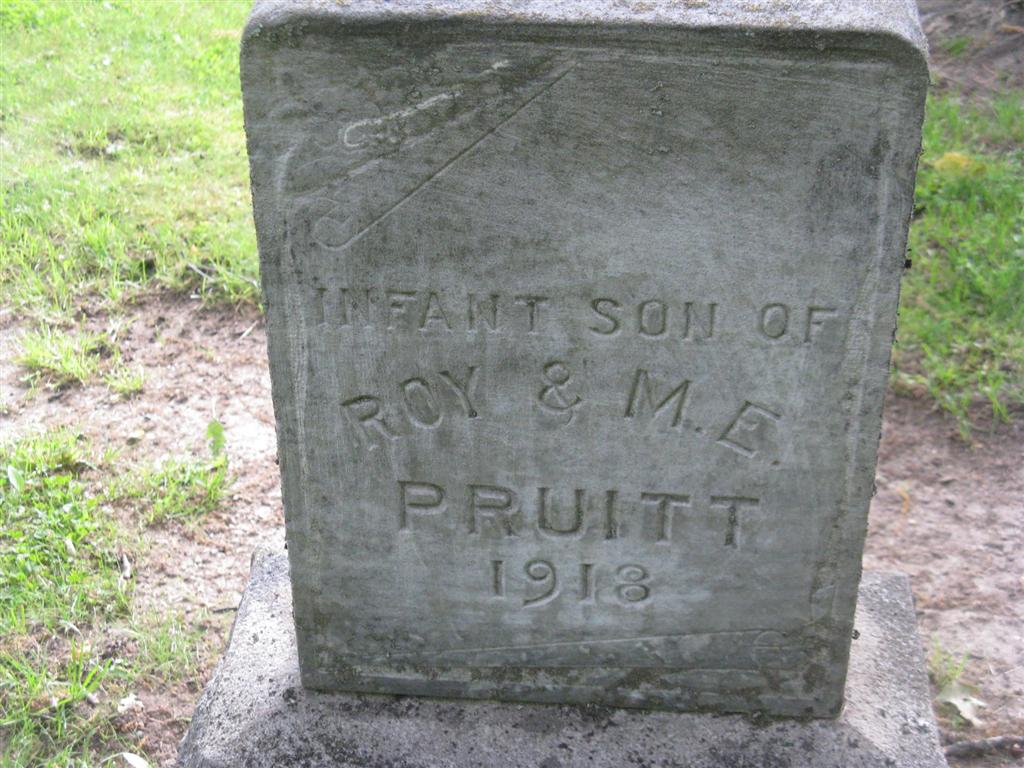 INFANT SON OF
ROY & M.E.
PRUITT
1918